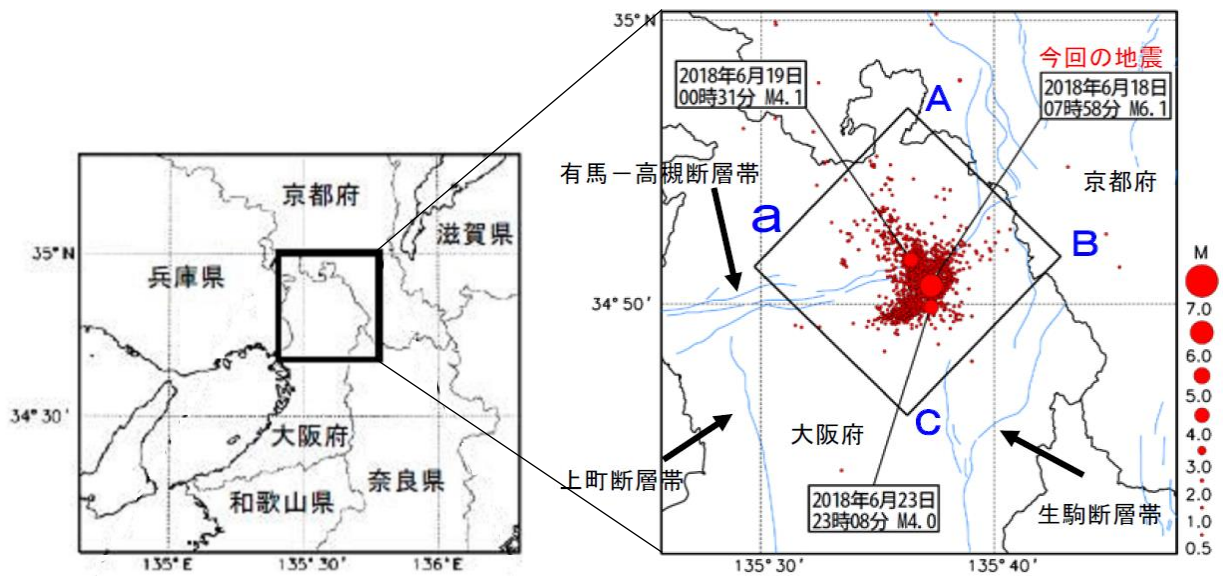 京都府
滋賀県
兵庫県
大阪府
奈良県
和歌山県
35°N
34°30'
135°E
135°30'
136°E
35°N
34°50'
135°30'
135°40'
2018年6月19日
00時31分 M4.1
今回の地震
2018年6月18日
07時58分 M6.1
A
有馬－高槻断層帯
京都府
a
B
C
大阪府
上町断層帯
2018年6月23日
23時08分 M4.0
生駒断層帯
M
7.0
6.0
5.0
4.0
3.0
2.0
1.0
0.5